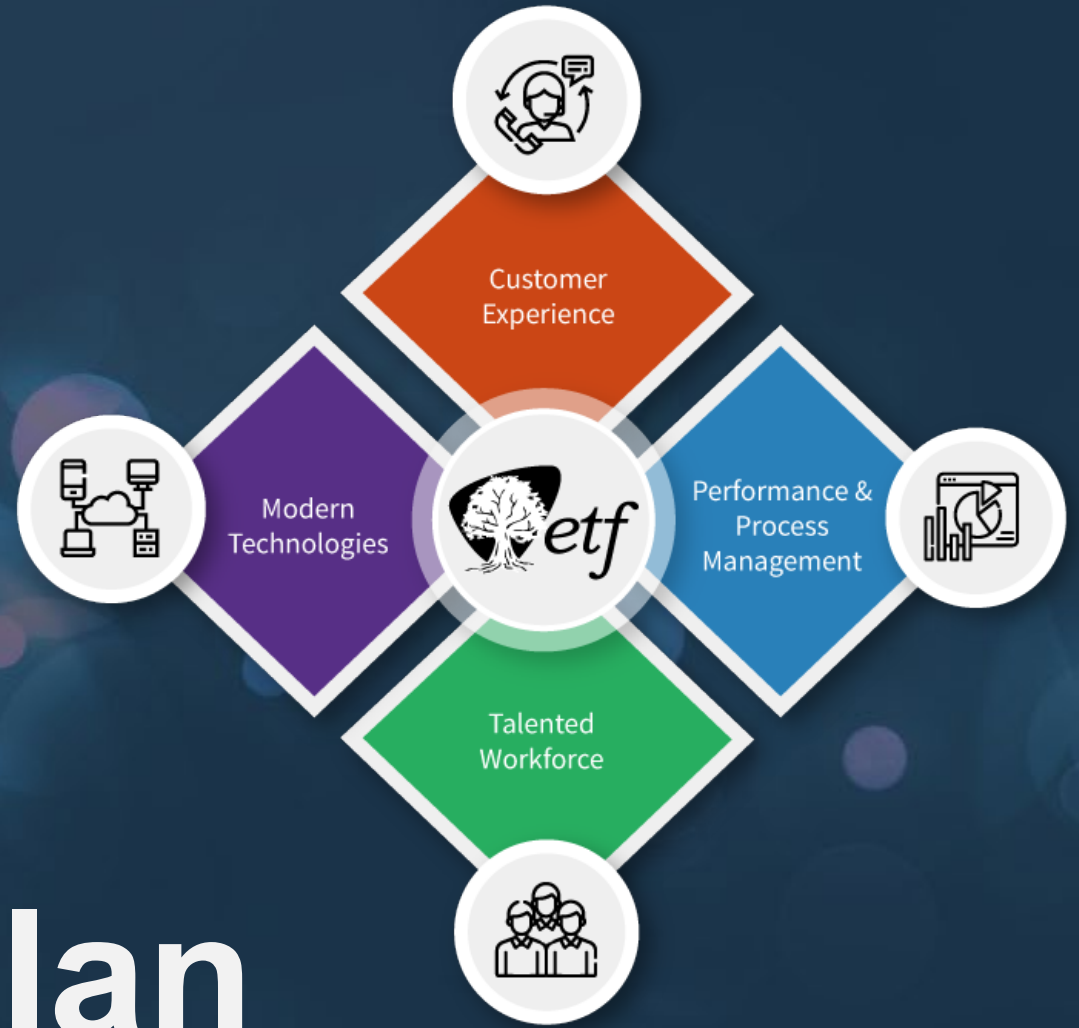 Customer
Experience
Modern
Technologies
etf
Performance &
Process
Management
Talented
Workforce
lan